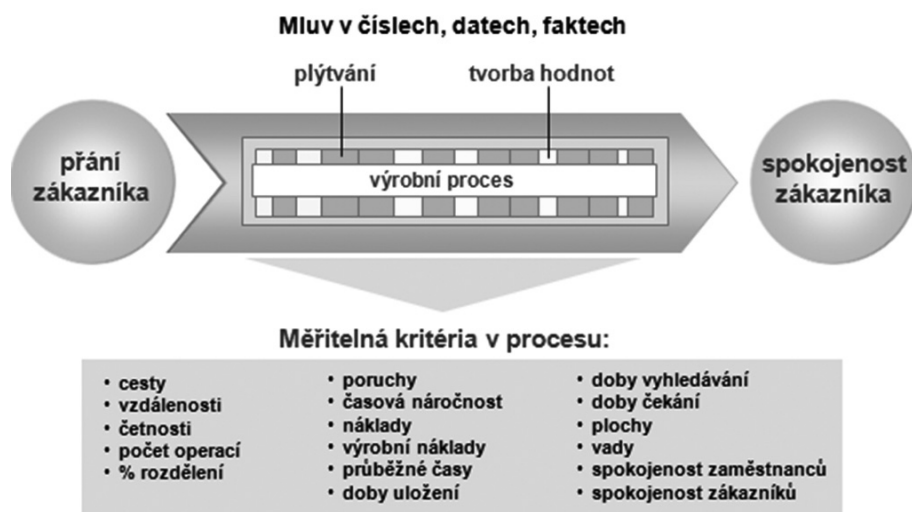 Mluv v číslech, datech, faktech
plýtvání
tvorba hodnot
přání
zákazníka
výrobní proces
spokojenost
zákazníka
Měřitelná kritéria v procesu:
• cesty
• vzdálenosti
• četnosti
• počet operací
• % rozdělení
• poruchy
• časová náročnost
• náklady
• výrobní náklady
• průběžné časy
• doby uložení
• doby vyhledávání
• doby čekání
• plochy
• vady
• spokojenost zaměstnanců
• spokojenost zákazníků